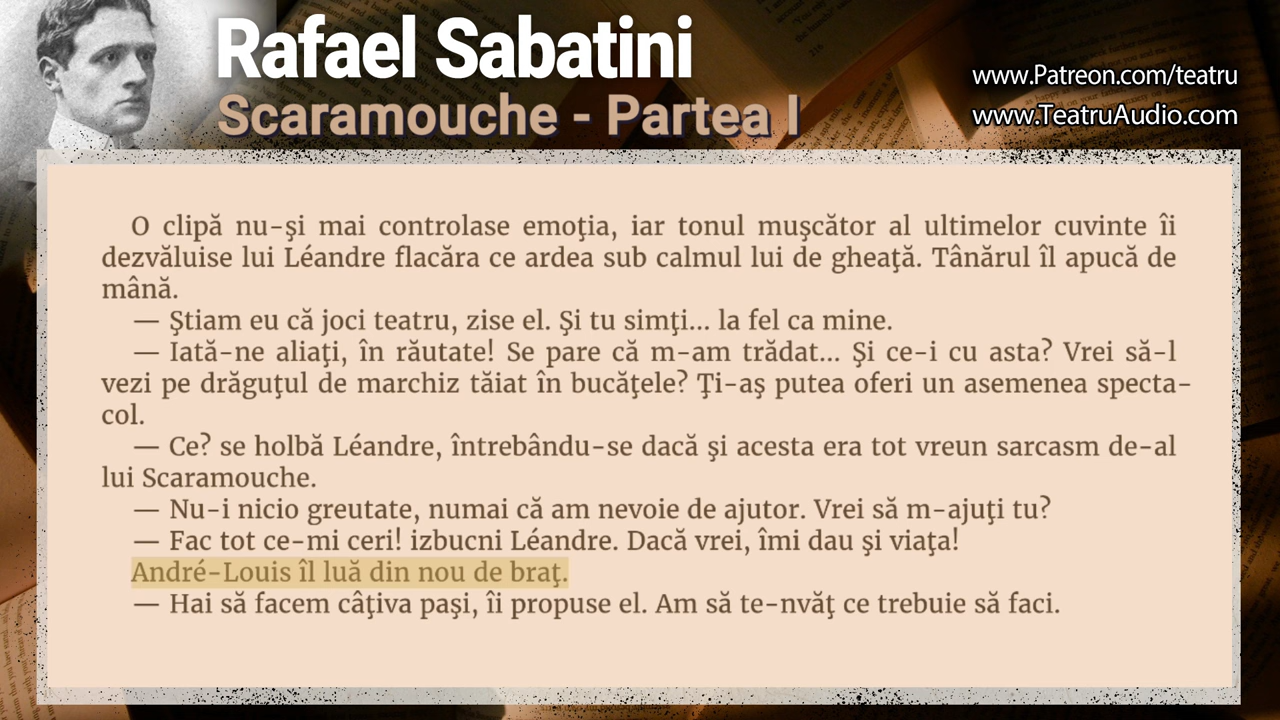 Rafael Sabatini
Scaramouche - Partea I
www.Patreon.com/teatru
www.TeatruAudio.com
O clipă nu-şi mai controlase emoţia, iar tonul muşcător al ultimelor cuvinte îi
dezvăluise lui Léandre flacăra ce ardea sub calmul lui de gheaţă. Tânărul îl apucă de
mână.
— Ştiam eu că joci teatru, zise el. Şi tu simţi... la fel ca mine.
— Iată-ne aliaţi, în răutate! Se pare că m-am trădat... Şi ce-i cu asta? Vrei să-l
vezi pe drăguţul de marchiz tăiat în bucăţele? Ţi-aş putea oferi un asemenea specta-
col.
— Ce? se holbă Léandre, întrebându-se dacă şi acesta era tot vreun sarcasm de-al
lui Scaramouche.
— Nu-i nicio greutate, numai că am nevoie de ajutor. Vrei să m-ajuţi tu?
— Fac tot ce-mi ceri! izbucni Léandre. Dacă vrei, îmi dau şi viaţa!
André-Louis îl luă din nou de braţ.
— Hai să facem câţiva paşi, îi propuse el. Am să te-nvăţ ce trebuie să faci.